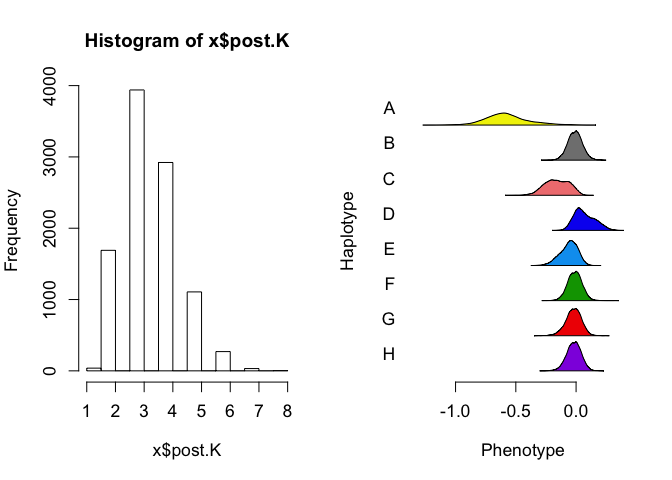 Histogram of x$post.K
Frequency
0
1000
2000
3000
4000
1 2 3 4 5 6 7 8
x$post.K
Haplotype
A
B
C
D
E
F
G
H
-1.0 -0.5 0.0
Phenotype